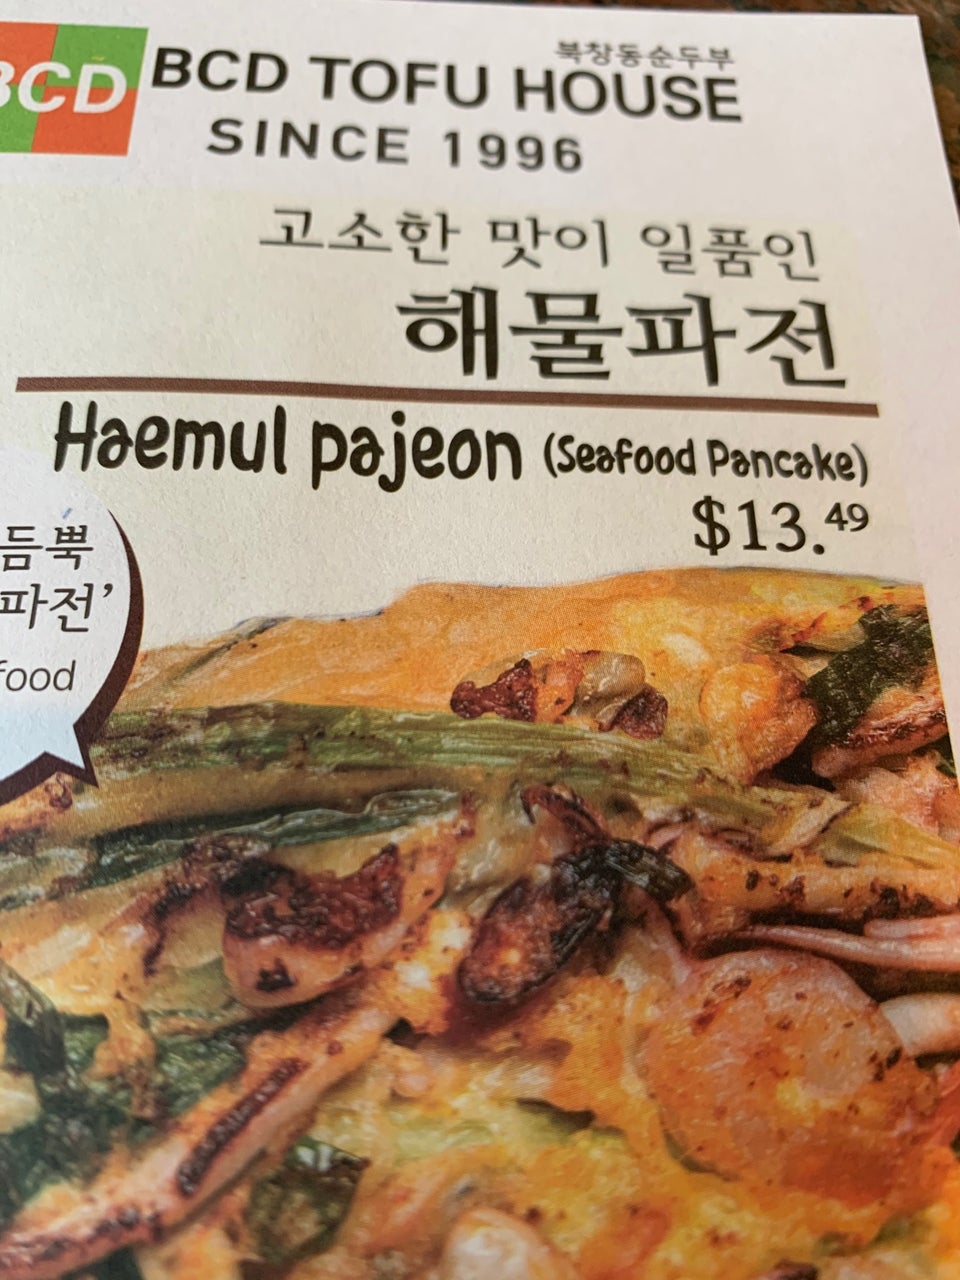 BCD
북창동순두부
BCD TOFU HOUSE
SINCE 1996
고소한 맛이 일품인
해물파전
Haemul pajeon (Seafood Pancake)
$13.49
듬뿍
파전’
food